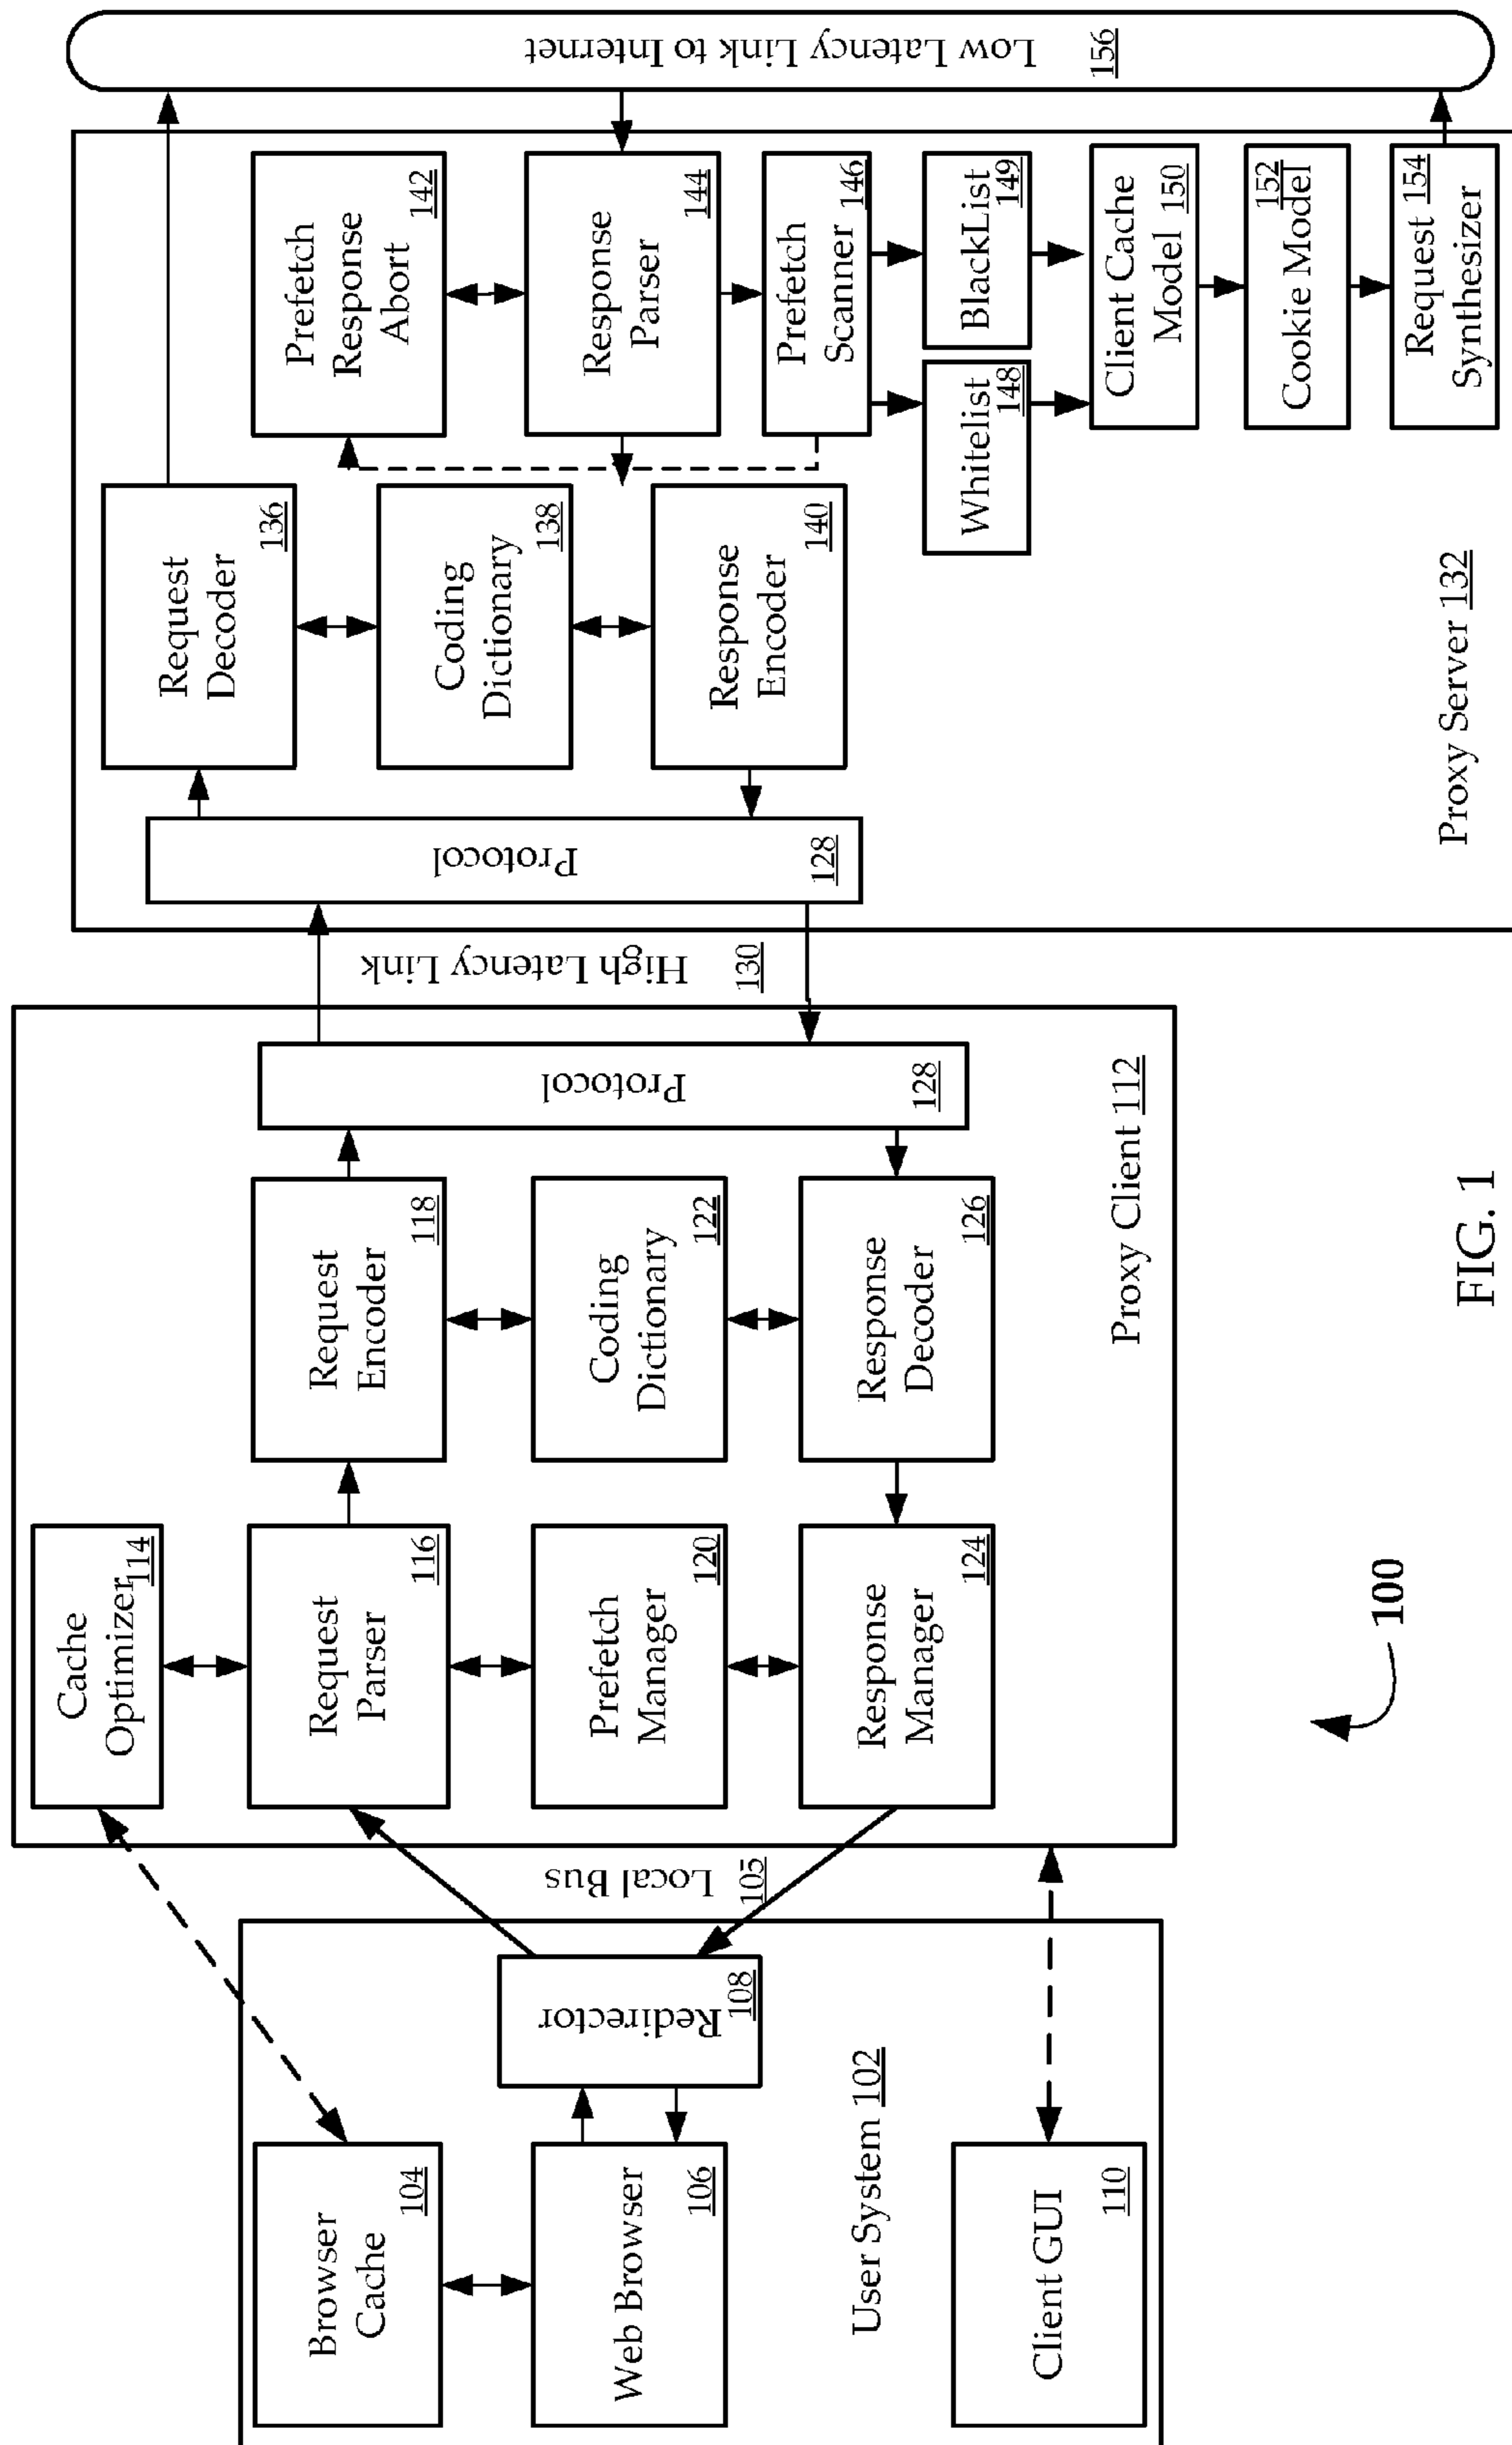 Browser
Cache
104
Web Browser
106
Redirector
108
User System 102
Client GUI
110
Local Bus
105
Cache
Optimizer
114
Request
Parser
116
Prefetch
Manager
120
Response
Manager
124
Request
Encoder
118
Coding
Dictionary
122
Response
Decoder
126
Protocol
128
Proxy Client 112
High Latency Link
130
Protocol
128
Request
Decoder
136
Coding
Dictionary
138
Response
Encoder
140
Prefetch
Response
Abort
142
Response
Parser
144
Prefetch
Scanner
146
Whitelist
148
BlackList
149
Client Cache
Model 150
152
Cookie Model
Request 154
Synthesizer
Proxy Server 132
Low Latency Link to Internet
156
100
FIG. 1